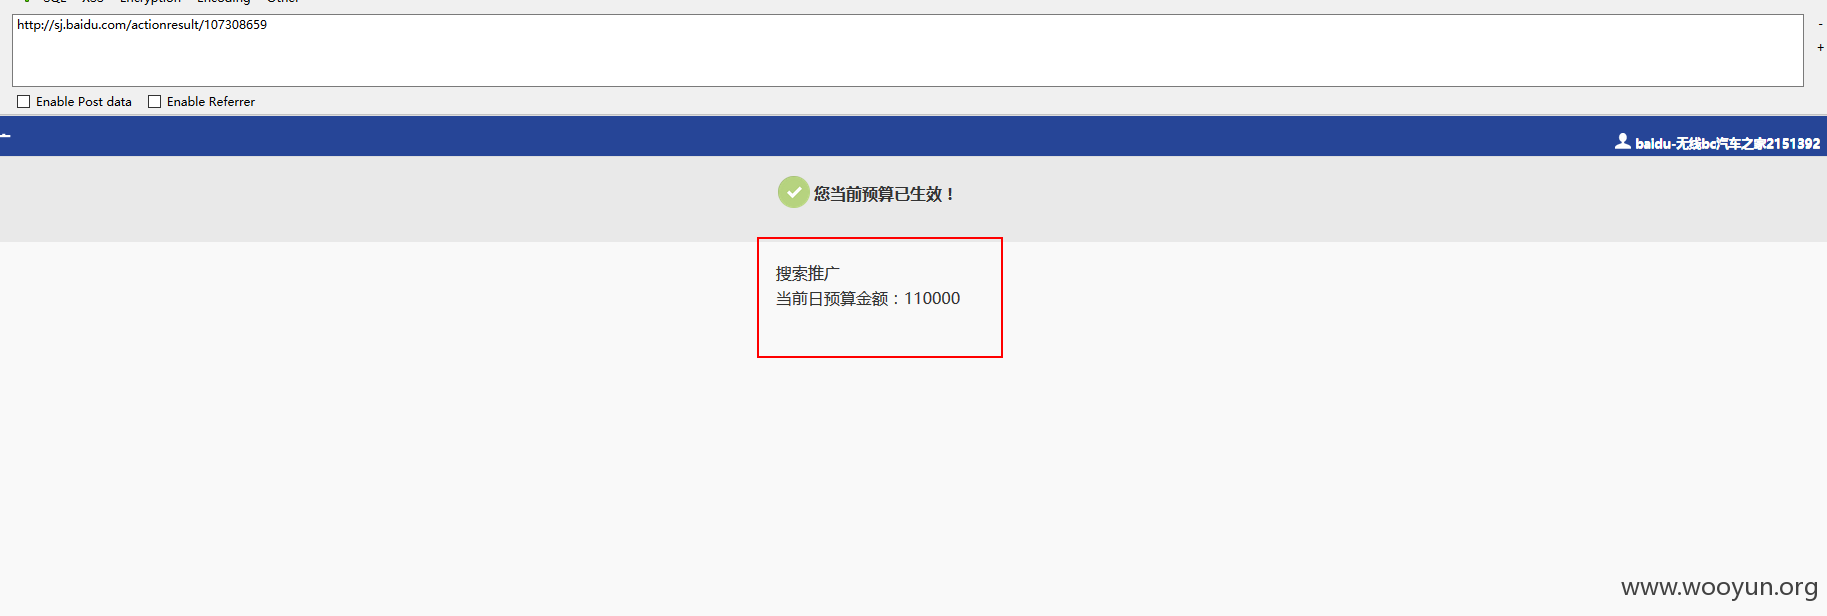 SQL XSS Encryption Encoding Other
http://sj.baidu.com/actionresult/107308659
-
+
Enable Post data Enable Referrer
baidu-无线bc汽车之家2151392
您当前预算已生效！
搜索推广
当前日预算金额：110000
www.wooyun.org